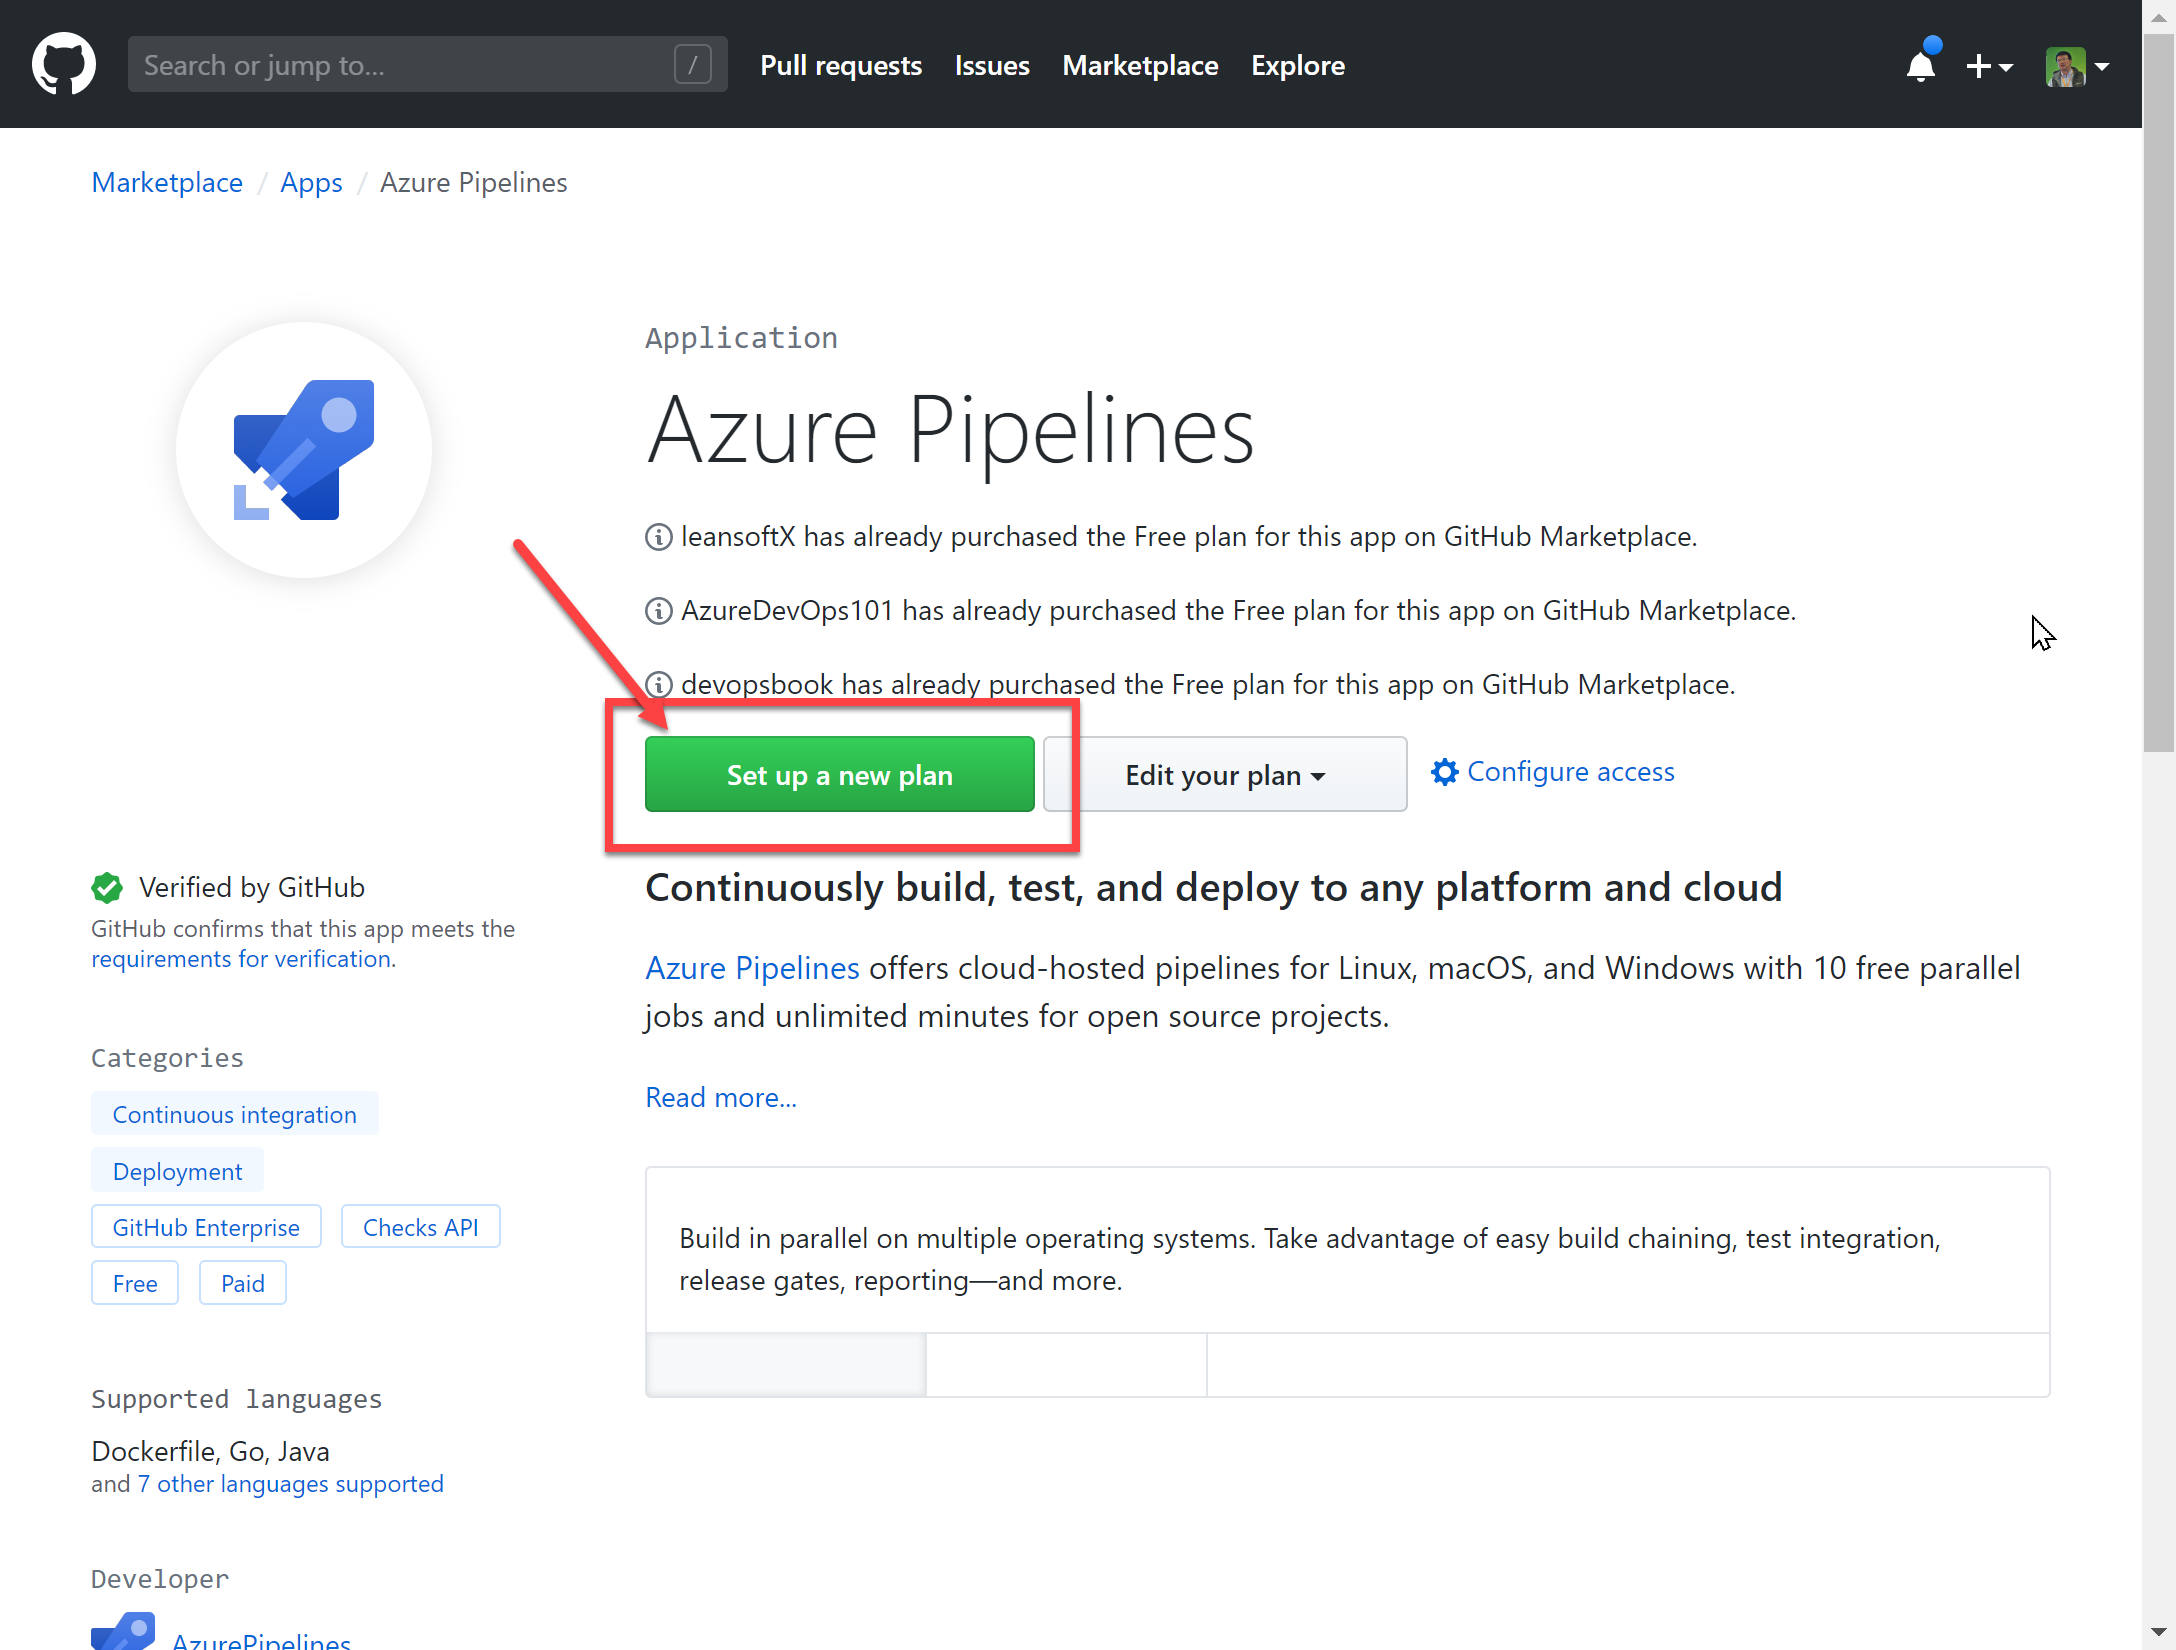 Search or jump to...
/
Pull requests
Issues
Marketplace
Explore
Marketplace / Apps / Azure Pipelines
Application
Azure Pipelines
leansoftX has already purchased the Free plan for this app on GitHub Marketplace.
AzureDevOps101 has already purchased the Free plan for this app on GitHub Marketplace.
devopsbook has already purchased the Free plan for this app on GitHub Marketplace.
Set up a new plan
Edit your plan
Configure access
Verified by GitHub
GitHub confirms that this app meets the
requirements for verification.
Categories
Continuous integration
Deployment
GitHub Enterprise
Checks API
Free
Paid
Supported languages
Dockerfile, Go, Java
and 7 other languages supported
Developer
AzurePipelines
Continuously build, test, and deploy to any platform and cloud
Azure Pipelines offers cloud-hosted pipelines for Linux, macOS, and Windows with 10 free parallel
jobs and unlimited minutes for open source projects.
Read more...
Build in parallel on multiple operating systems. Take advantage of easy build chaining, test integration,
release gates, reporting—and more.